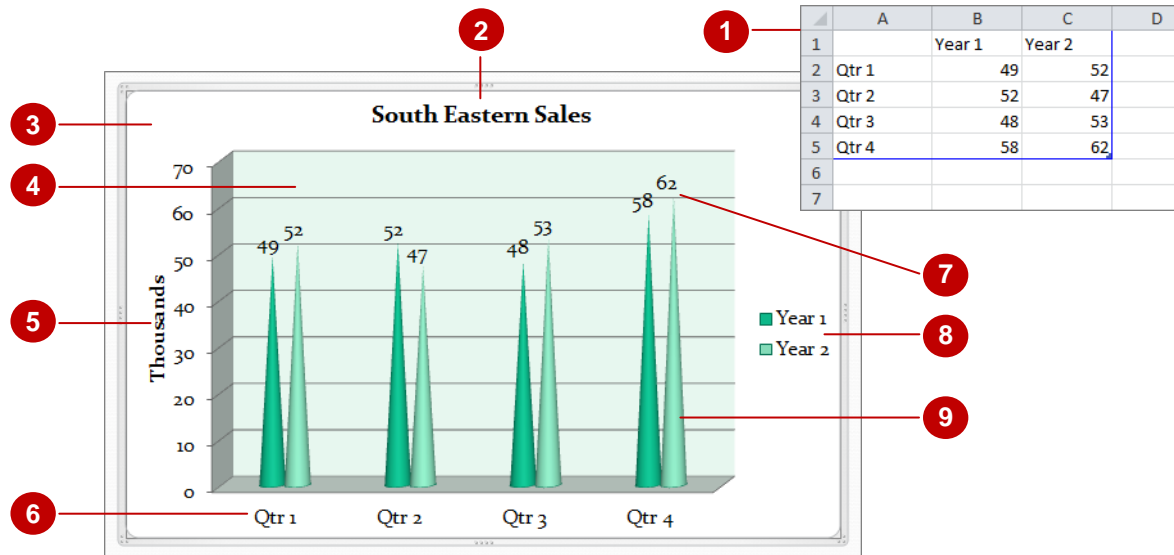 2
1
A B C D
1 Year 1 Year 2
2 Qtr 1 49 52
3 Qtr 2 52 47
4 Qtr 3 48 53
5 Qtr 4 58 62
6
7
3
South Eastern Sales
4
5
6
7
8
9
Thousands
70
60
50
40
30
20
10
0
49 52 52 47 48 53 58 62
Qtr 1 Qtr 2 Qtr 3 Qtr 4
Year 1
Year 2